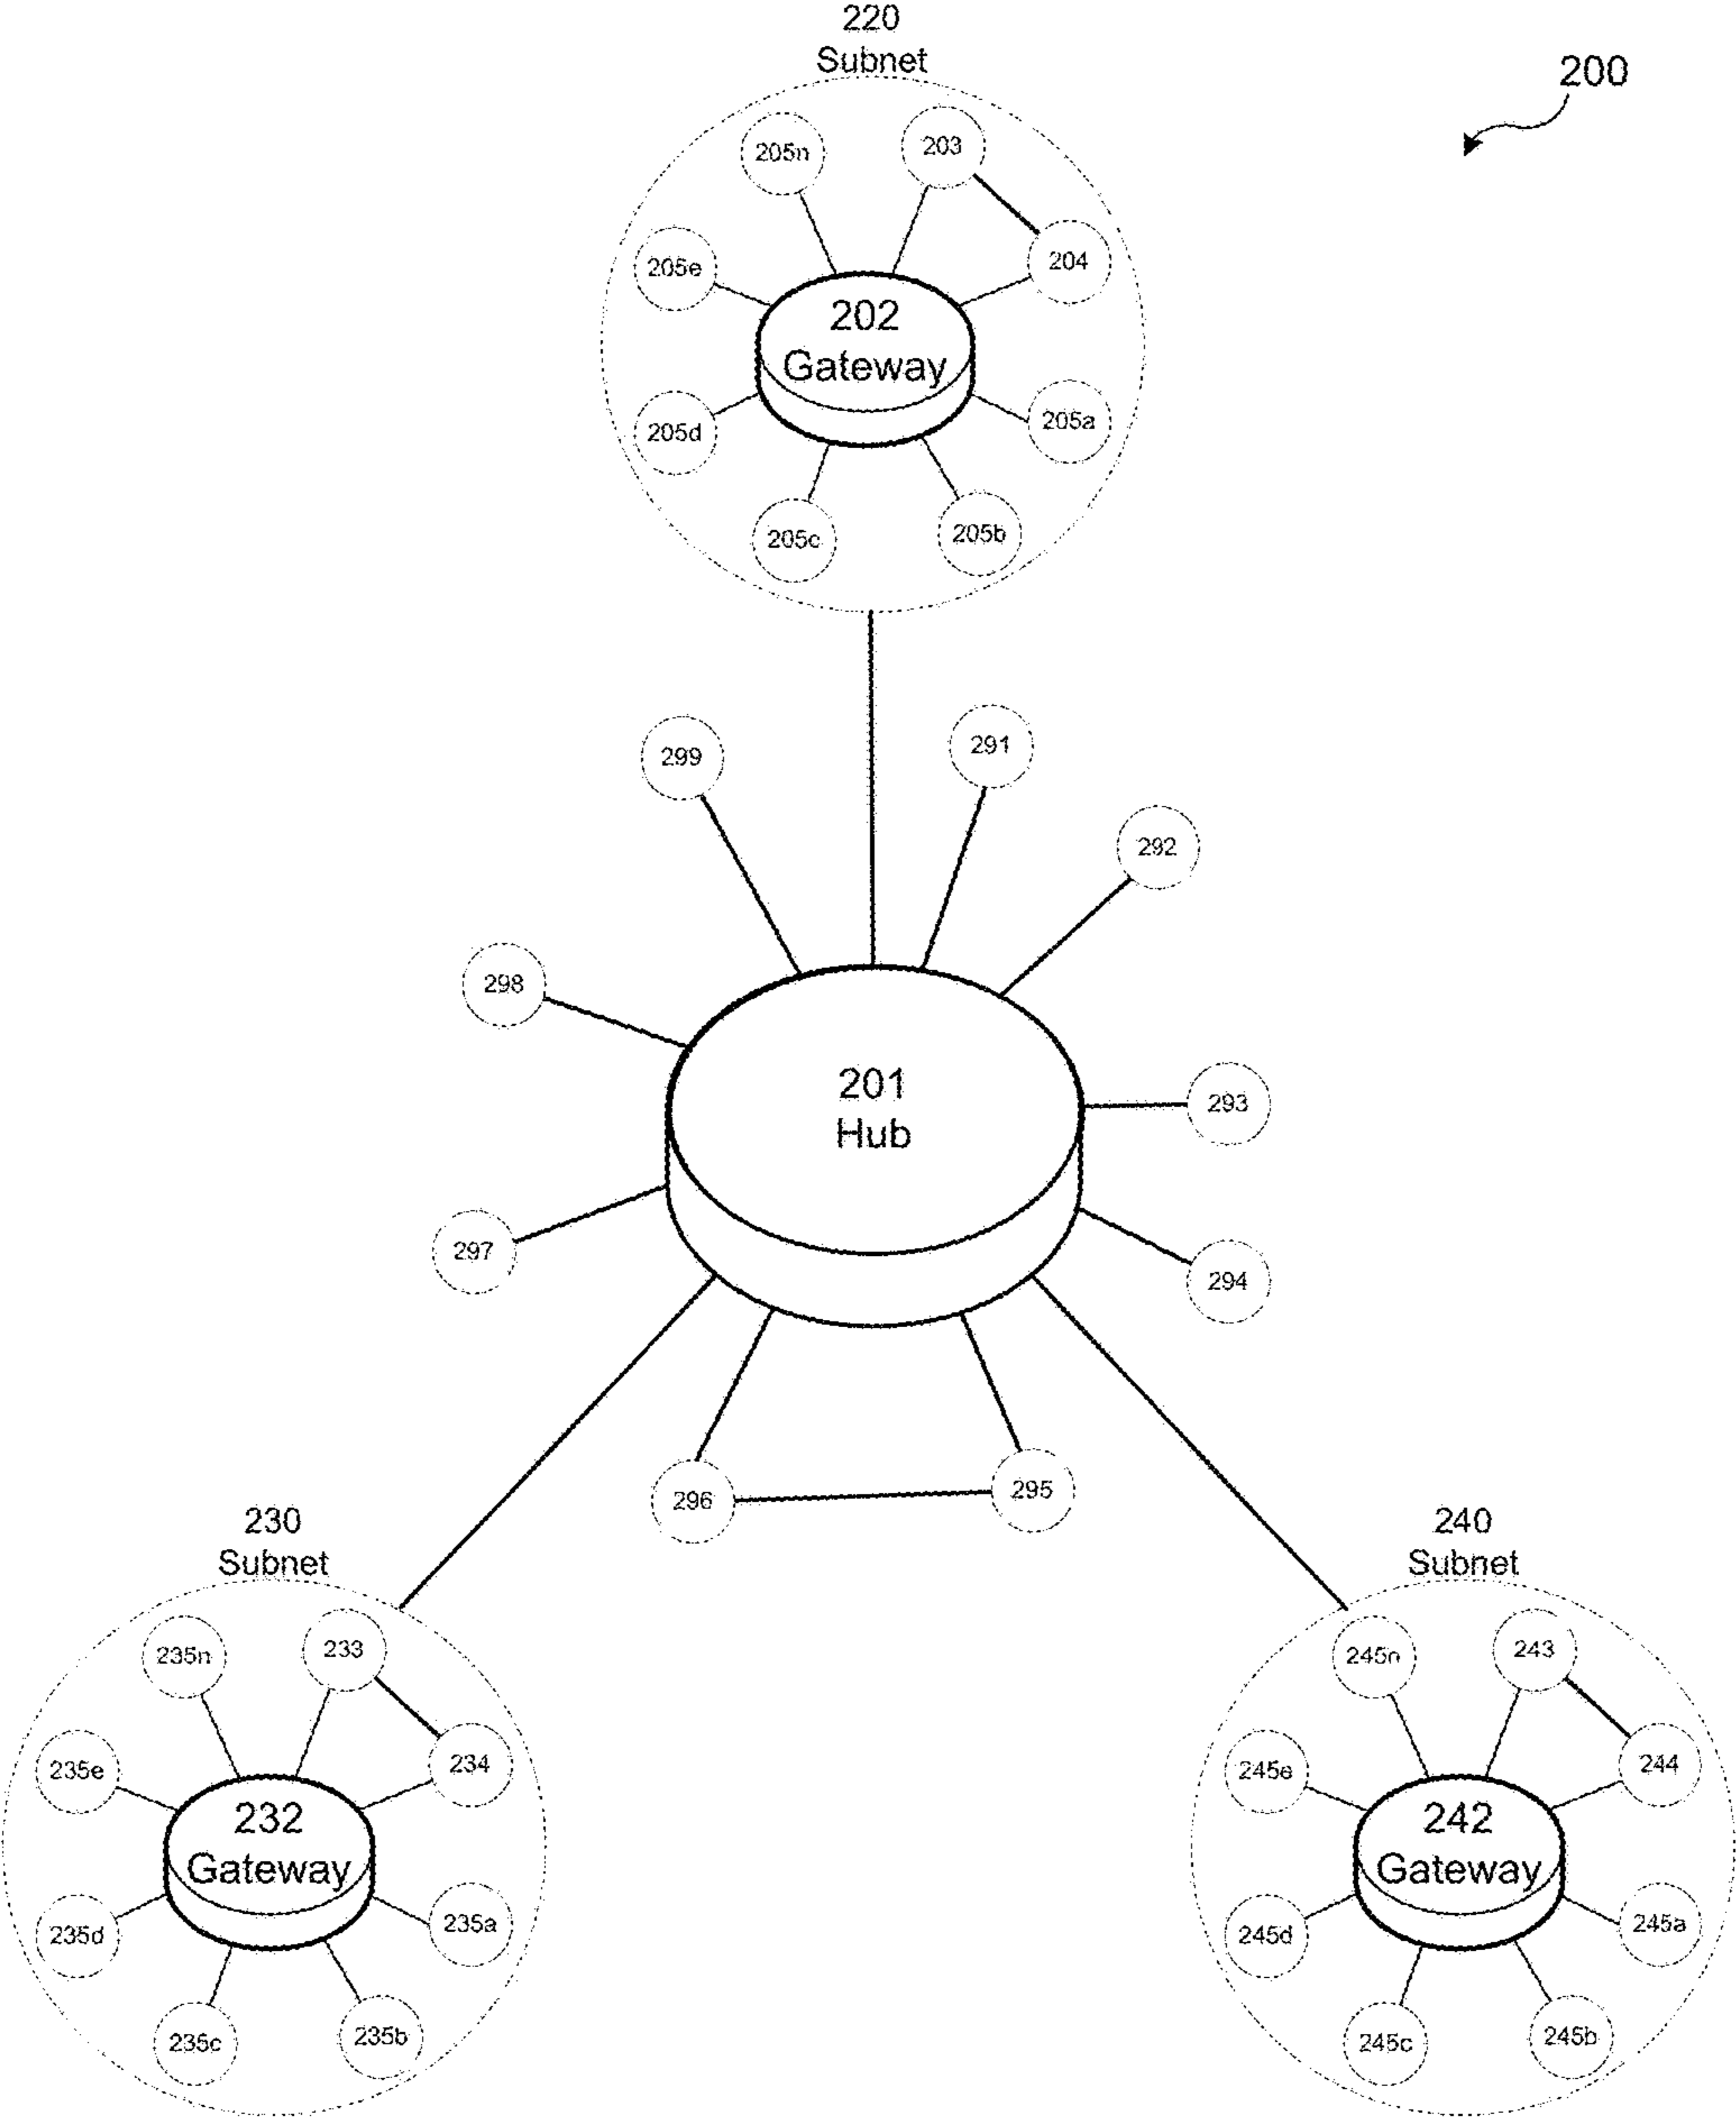 220
Subnet
200
205n
203
205e
204
202
Gateway
205d
205a
205c
205b
299
291
292
298
201
Hub
293
297
294
296
295
230
Subnet
240
Subnet
235n
233
245n
243
235e
234
245e
244
232
Gateway
242
Gateway
235d
235a
245d
245a
235c
235b
245c
245b